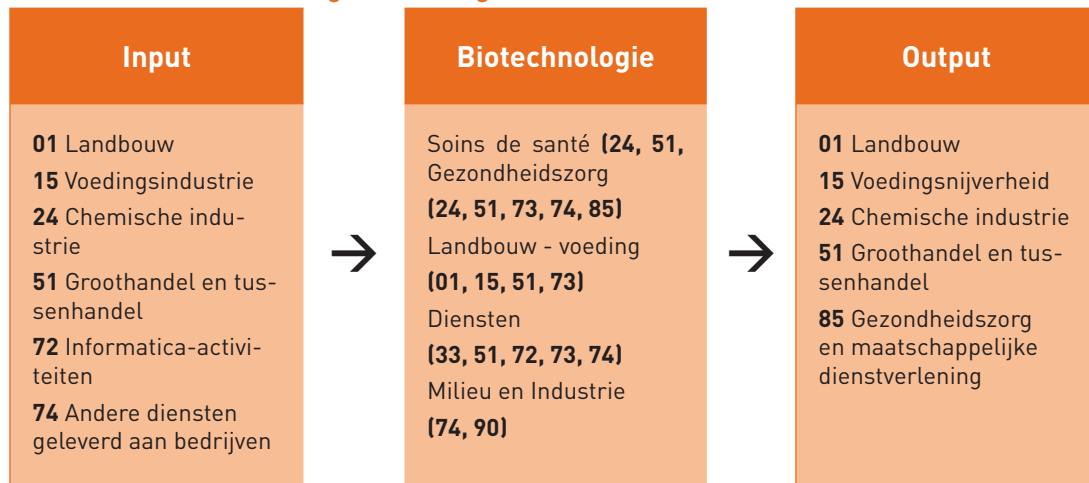 Input
01 Landbouw
15 Voedingsindustrie
24 Chemische indu-
strie
51 Groothandel en tus-
senhandel
72 Informatica-activi-
teiten
74 Andere diensten
geleverd aan bedrijven
→
Biotechnologie
Soins de santé (24, 51,
Gezondheidszorg
(24, 51, 73, 74, 85)
Landbouw - voeding
(01, 15, 51, 73)
Diensten
(33, 51, 72, 73, 74)
Milieu en Industrie
(74, 90)
→
Output
01 Landbouw
15 Voedingsnijverheid
24 Chemische industrie
51 Groothandel en tus-
senhandel
85 Gezondheidszorg
en maatschappelijke
dienstverlening